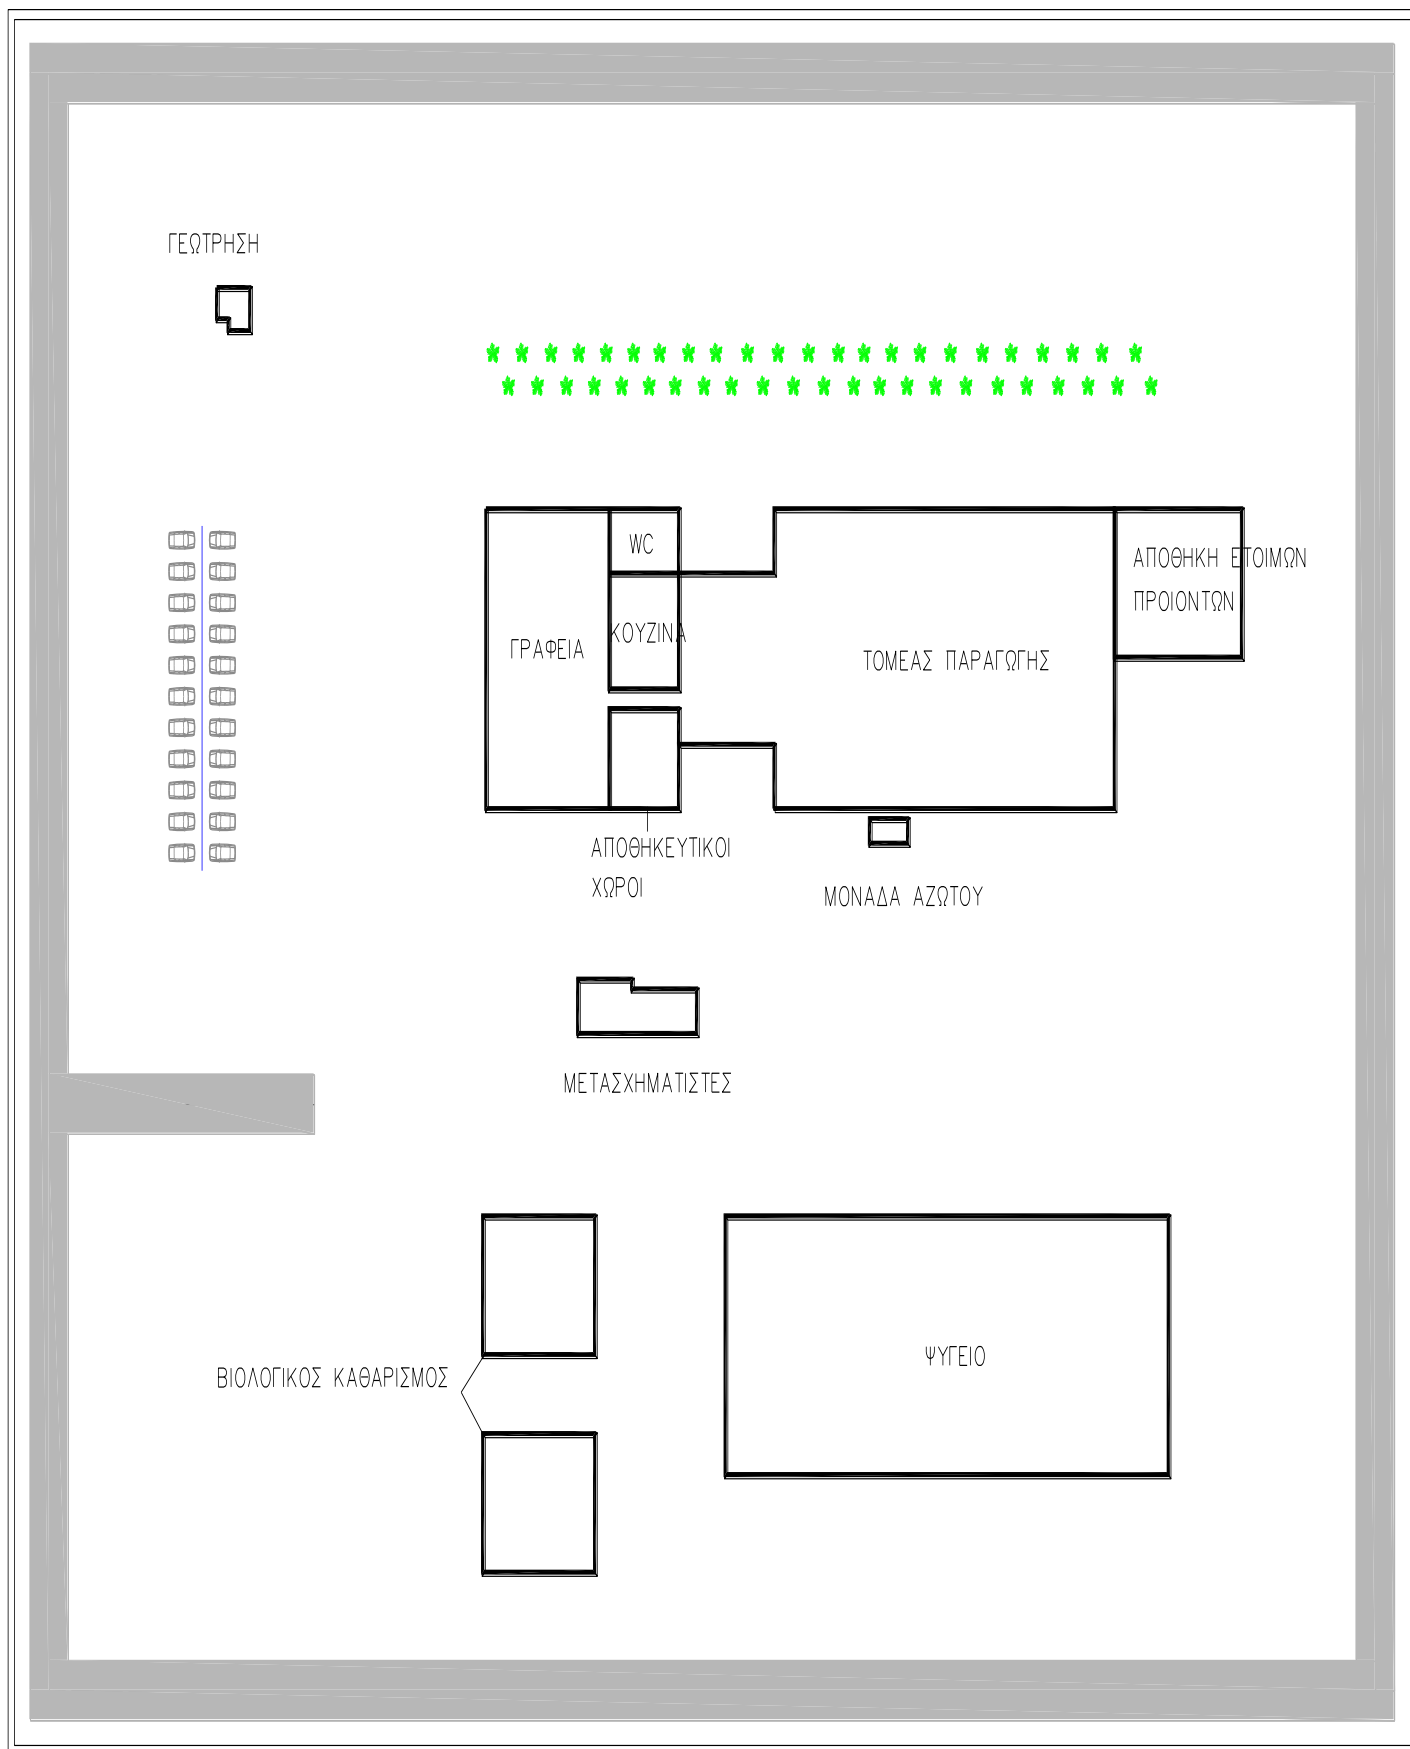 ΓΕΩΤΡΗΣΗ
WC
ΑΠΟΘΗΚΗ ΕΤΟΙΜΩΝ
ΠΡΟΙΟΝΤΩΝ
ΚΟΥΖΙΝΑ
ΓΡΑΦΕΙΑ
ΤΟΜΕΑΣ ΠΑΡΑΓΩΓΗΣ
ΑΠΟΘΗΚΕΥΤΙΚΟΙ
ΧΩΡΟΙ
ΜΟΝΑΔΑ ΑΖΩΤΟΥ
ΜΕΤΑΣΧΗΜΑΤΙΣΤΕΣ
ΨΥΓΕΙΟ
ΒΙΟΛΟΓΙΚΟΣ ΚΑΘΑΡΙΣΜΟΣ